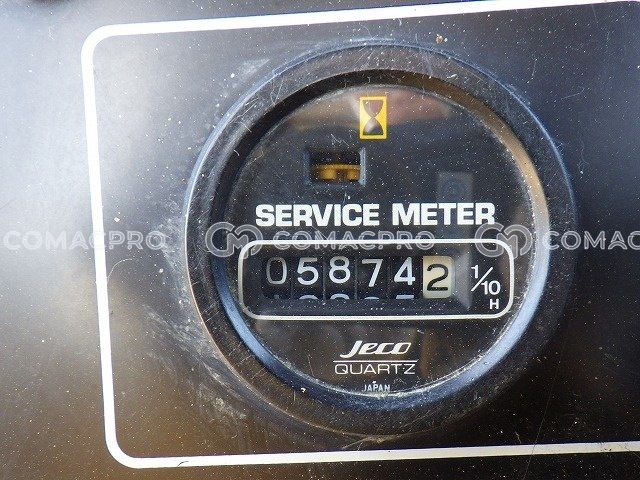 SERVICE METER
COMACPRO COMACPRO COMACPRO
058742 1/10
H
Jeco
QUARTZ
JAPAN